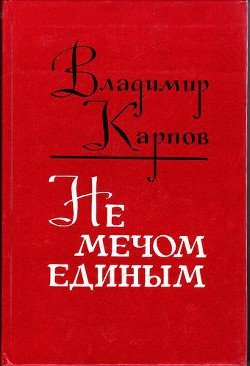 Владимир
Карпов
Не
мечом
единым